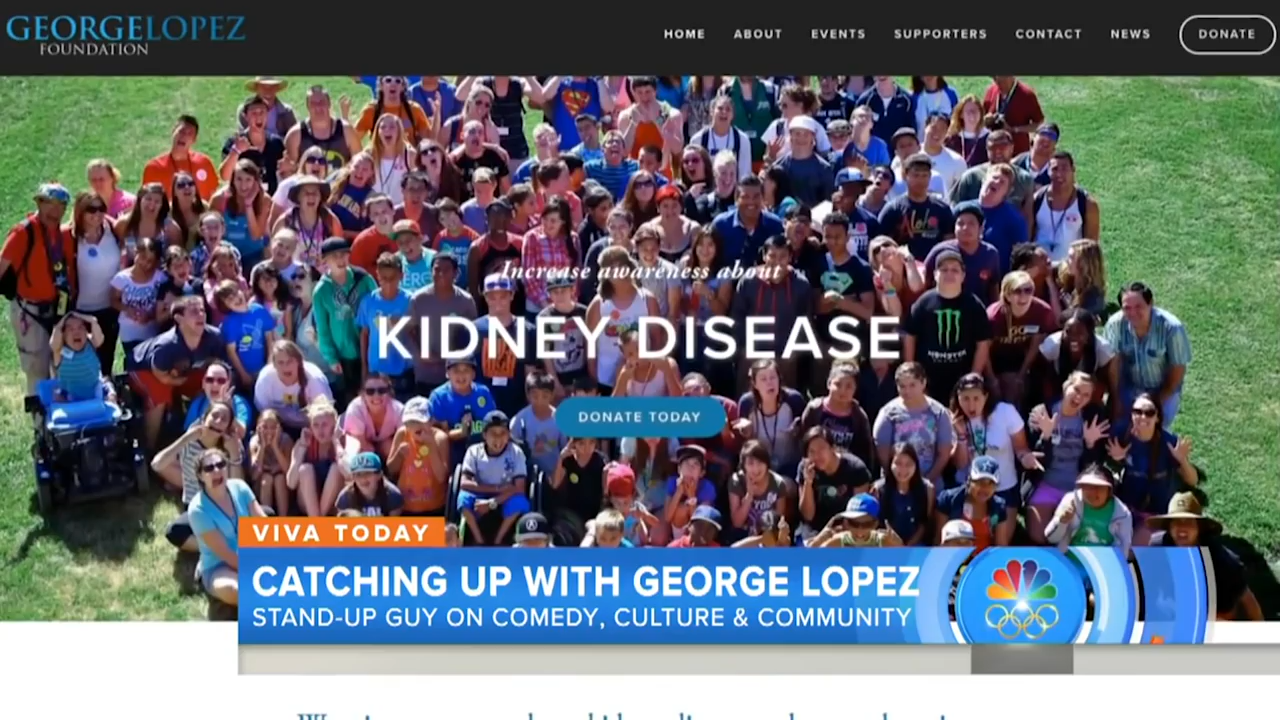 GEORGELOPEZ
FOUNDATION
HOME ABOUT EVENTS SUPPORTERS CONTACT NEWS DONATE
Increase awareness about
KIDNEY DISEASE
DONATE TODAY
VIVA TODAY
CATCHING UP WITH GEORGE LOPEZ
STAND-UP GUY ON COMEDY, CULTURE & COMMUNITY